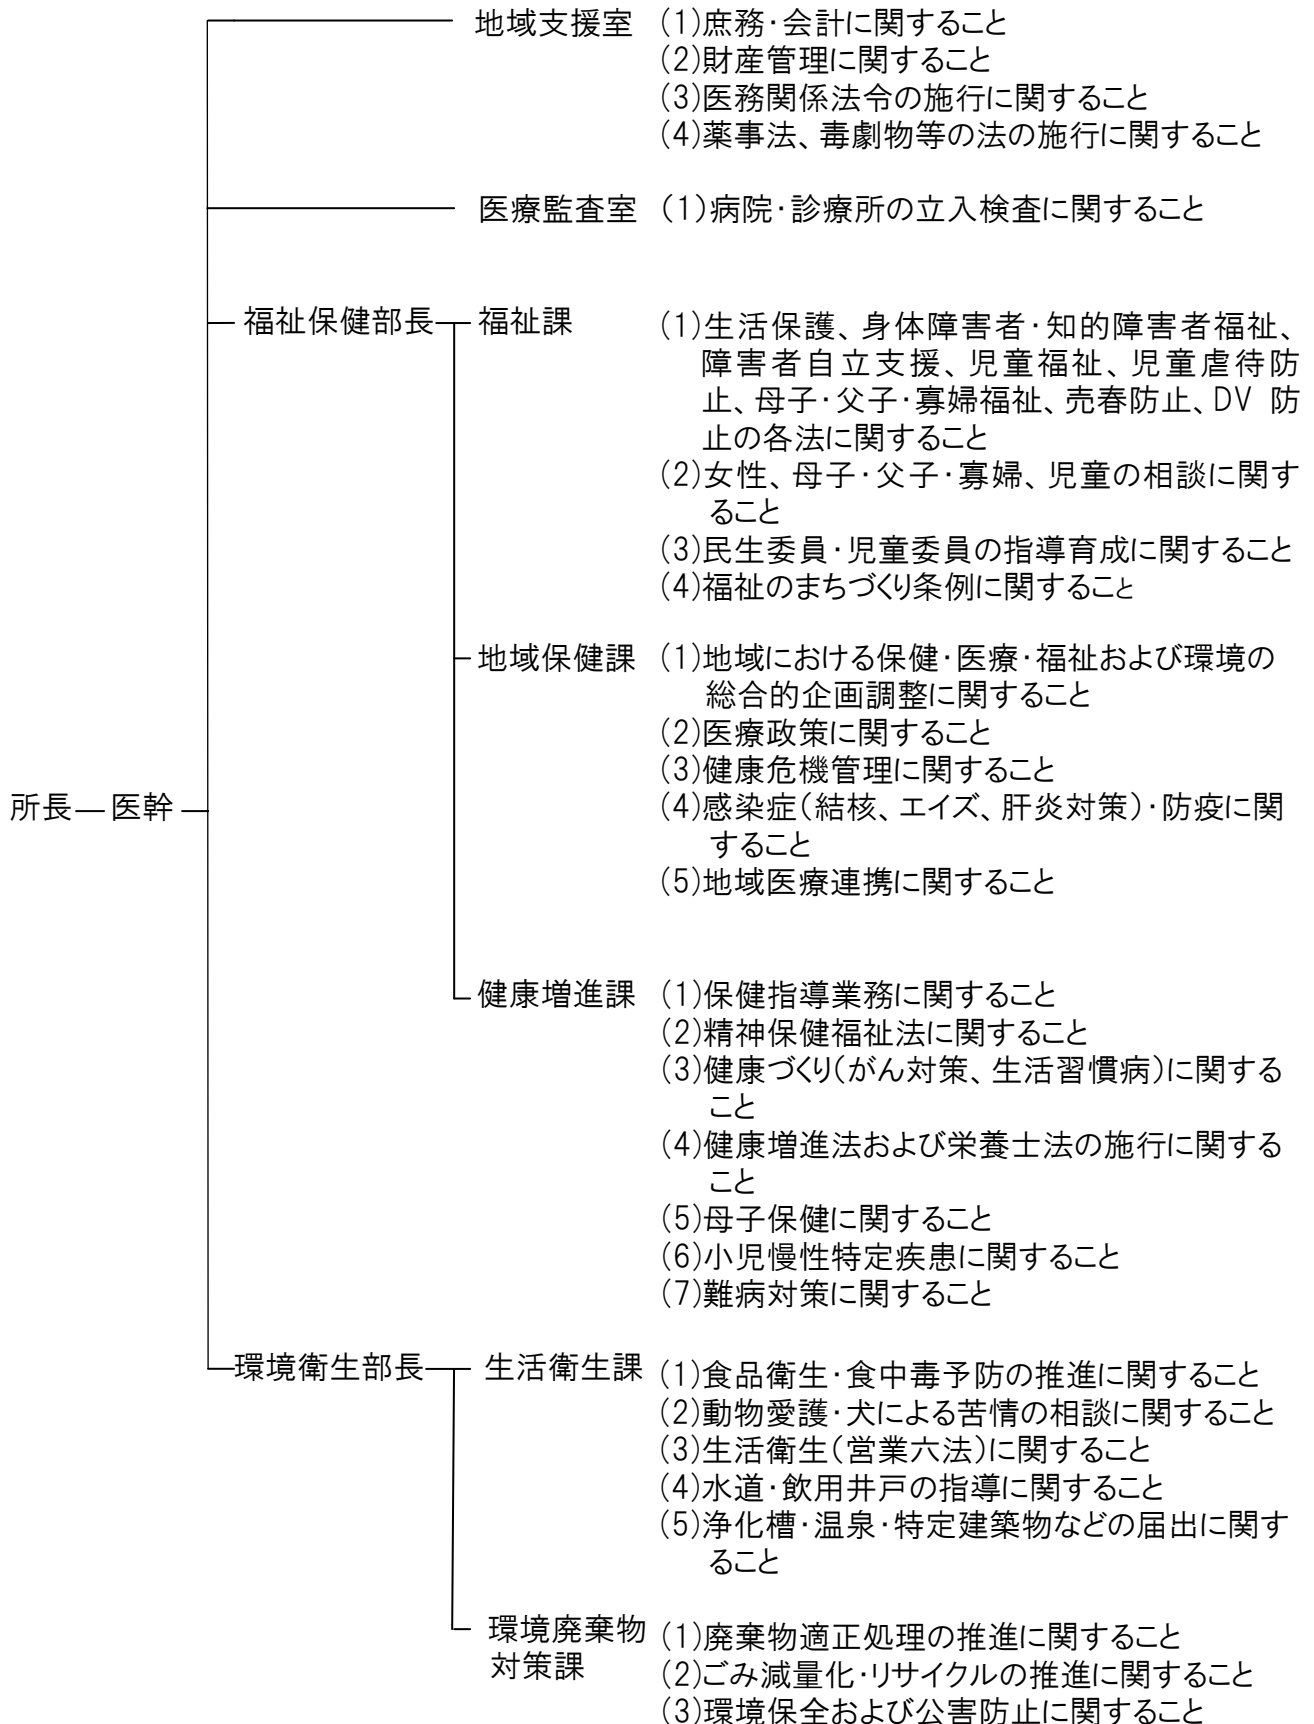 地域支援室 (1)庶務・会計に関すること
(2)財産管理に関すること
(3)医務関係法令の施行に関すること
(4)薬事法、毒劇物等の法の施行に関すること
医療監査室 (1)病院・診療所の立入検査に関すること
福祉保健部長 福祉課 (1)生活保護、身体障害者・知的障害者福祉、
障害者自立支援、児童福祉、児童虐待防
止、母子・父子・寡婦福祉、売春防止、DV 防
止の各法に関すること
(2)女性、母子・父子・寡婦、児童の相談に関す
ること
(3)民生委員・児童委員の指導育成に関すること
(4)福祉のまちづくり条例に関すること
地域保健課 (1)地域における保健・医療・福祉および環境の
総合的企画調整に関すること
(2)医療政策に関すること
(3)健康危機管理に関すること
所長 医幹 (4)感染症(結核、エイズ、肝炎対策)・防疫に関
すること
(5)地域医療連携に関すること
健康増進課 (1)保健指導業務に関すること
(2)精神保健福祉法に関すること
(3)健康づくり(がん対策、生活習慣病)に関する
こと
(4)健康増進法および栄養士法の施行に関する
こと
(5)母子保健に関すること
(6)小児慢性特定疾患に関すること
(7)難病対策に関すること
環境衛生部長 生活衛生課 (1)食品衛生・食中毒予防の推進に関すること
(2)動物愛護・犬による苦情の相談に関すること
(3)生活衛生(営業六法)に関すること
(4)水道・飲用井戸の指導に関すること
(5)浄化槽・温泉・特定建築物などの届出に関す
ること
環境廃棄物 (1)廃棄物適正処理の推進に関すること
対策課 (2)ごみ減量化・リサイクルの推進に関すること
(3)環境保全および公害防止に関すること